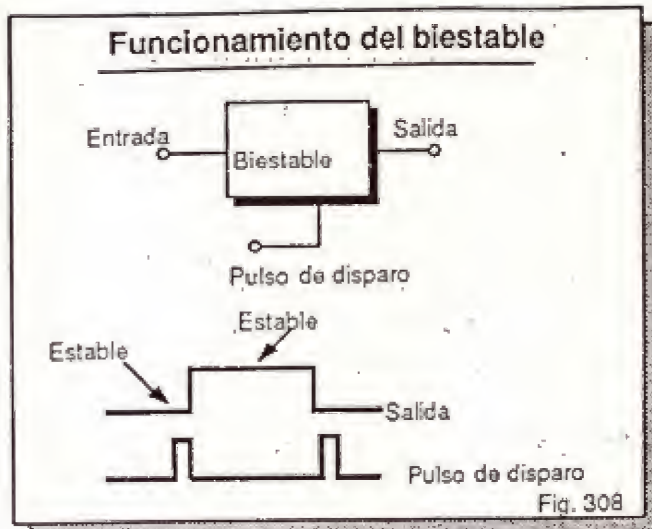 Funcionamiento del biestable
Entrada
Salida
Biestable
Pulso de disparo
Estable
Estable
Salida
Pulso de disparo
Fig. 308